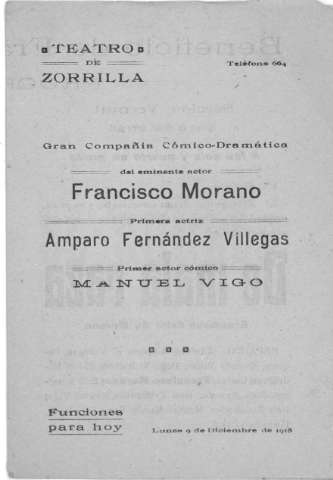 TEATRO
DE
ZORRILLA
Teléfono 664
Gran Compañia Cómico-Dramática
del eminente actor
Francisco Morano
Primera actriz
Amparo Fernández Villegas
Primer actor cómico
MANUEL VIGO
Funciones
para hoy
Lunes 9 de Diciembre de 1918